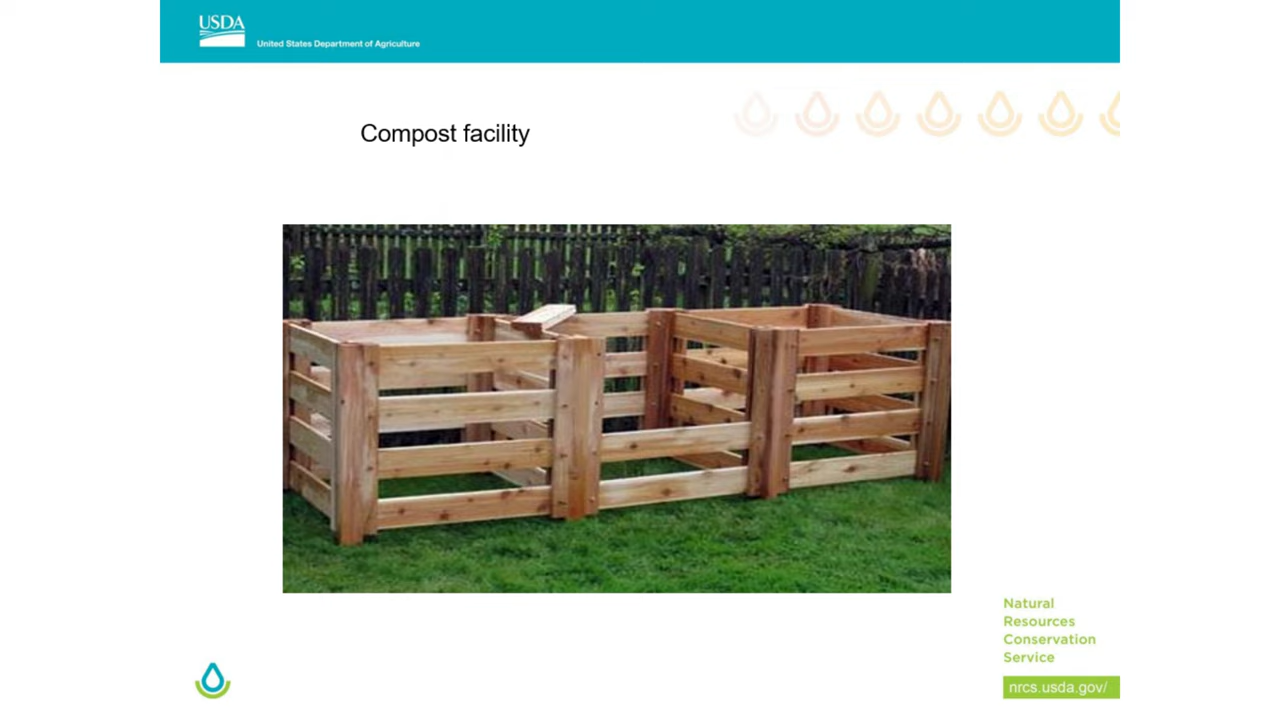 USDA
United States Department of Agriculture
Compost facility
Natural
Resources
Conservation
Service
nrcs.usda.gov/